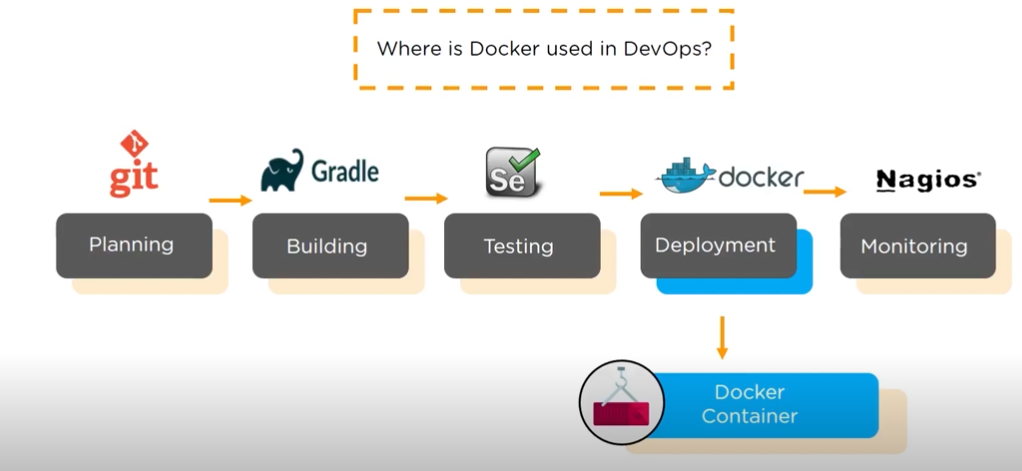 Where is Docker used in DevOps?
git
Gradle
Se
docker
Nagios®
Planning
Building
Testing
Deployment
Monitoring
Docker
Container